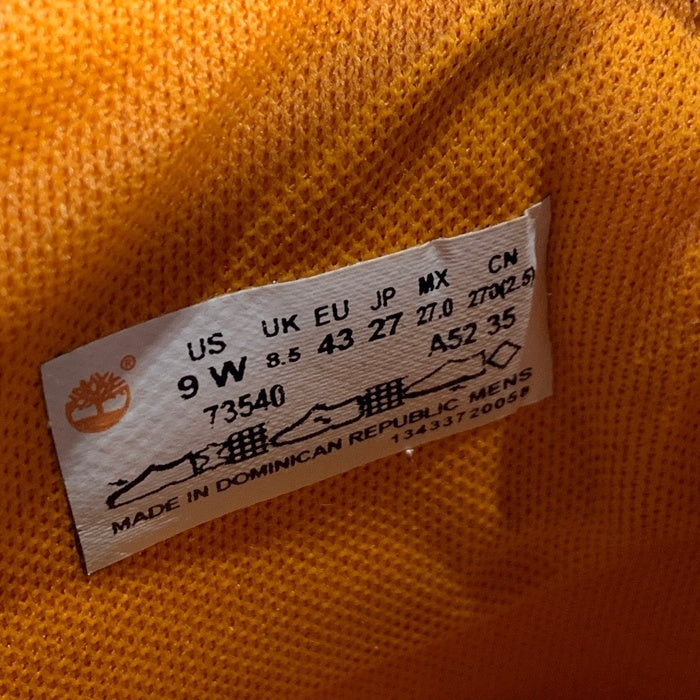 ®
US UK EU JP MX CN
9 W 8.5 43 27 27.0 270(2.5)
73540 A52 35
MADE IN DOMINICAN REPUBLIC MENS
13433720058